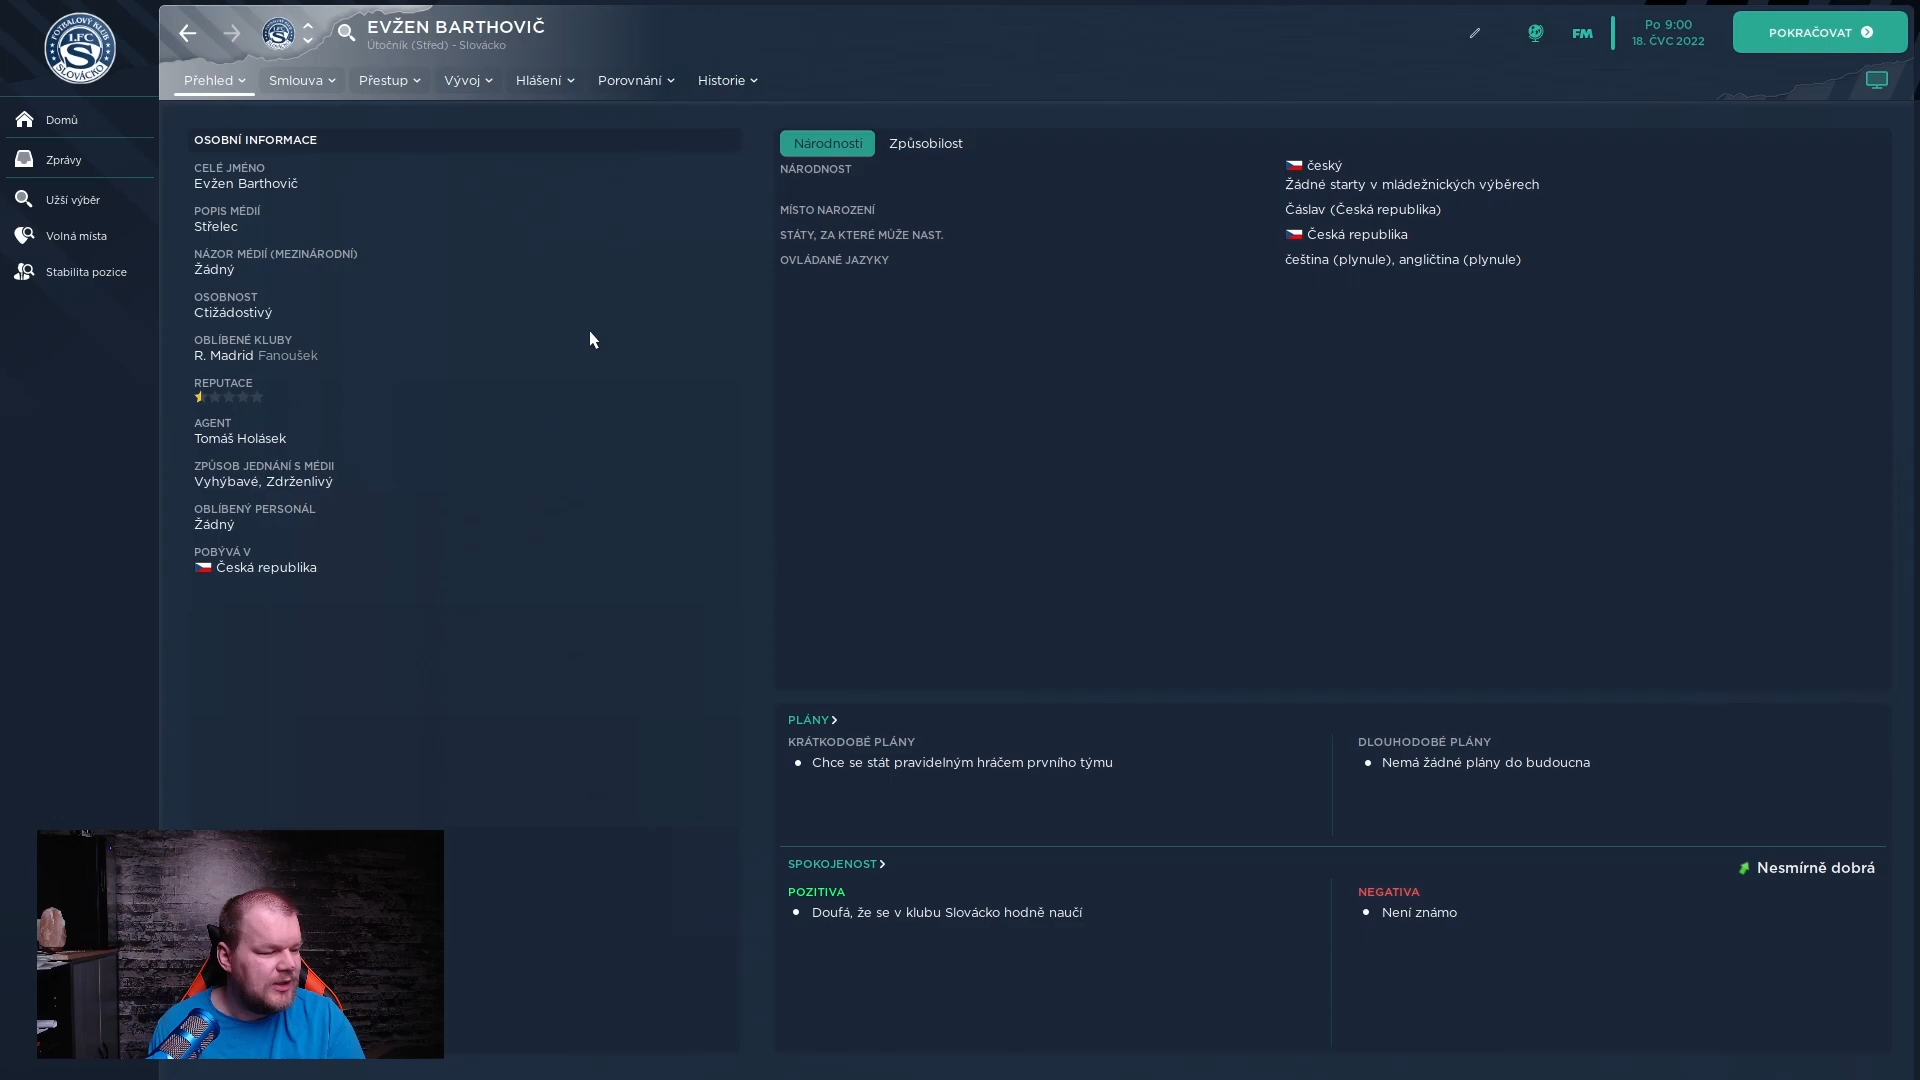 FOTBALOVÝ KLUB
1.FC
SLOVÁCKO
EVŽEN BARTHOVIČ
Útočník (Střed) - Slovácko
FM
Po 9:00
18. ČVC 2022
POKRAČOVAT
Přehled
Smlouva
Přestup
Vývoj
Hlášení
Porovnání
Historie
Domů
Zprávy
Užší výběr
Volná místa
Stabilita pozice
OSOBNÍ INFORMACE
CELÉ JMÉNO
Evžen Barthovič
POPIS MÉDIÍ
Střelec
NÁZOR MÉDIÍ (MEZINÁRODNÍ)
Žádný
OSOBNOST
Ctižádostivý
OBLÍBENÉ KLUBY
R. Madrid Fanoušek
REPUTACE
AGENT
Tomáš Holásek
ZPŮSOB JEDNÁNÍ S MÉDII
Vyhýbavé, Zdrženlivý
OBLÍBENÝ PERSONÁL
Žádný
POBÝVÁ V
Česká republika
Národnosti
Způsobilost
NÁRODNOST
český
Žádné starty v mládežnických výběrech
MÍSTO NAROZENÍ
Čáslav (Česká republika)
STÁTY, ZA KTERÉ MŮŽE NAST.
Česká republika
OVLÁDANÉ JAZYKY
čeština (plynule), angličtina (plynule)
PLÁNY
KRÁTKODOBÉ PLÁNY
Chce se stát pravidelným hráčem prvního týmu
DLOUHODOBÉ PLÁNY
Nemá žádné plány do budoucna
SPOKOJENOST
Nesmírně dobrá
POZITIVA
Doufá, že se v klubu Slovácko hodně naučí
NEGATIVA
Není známo